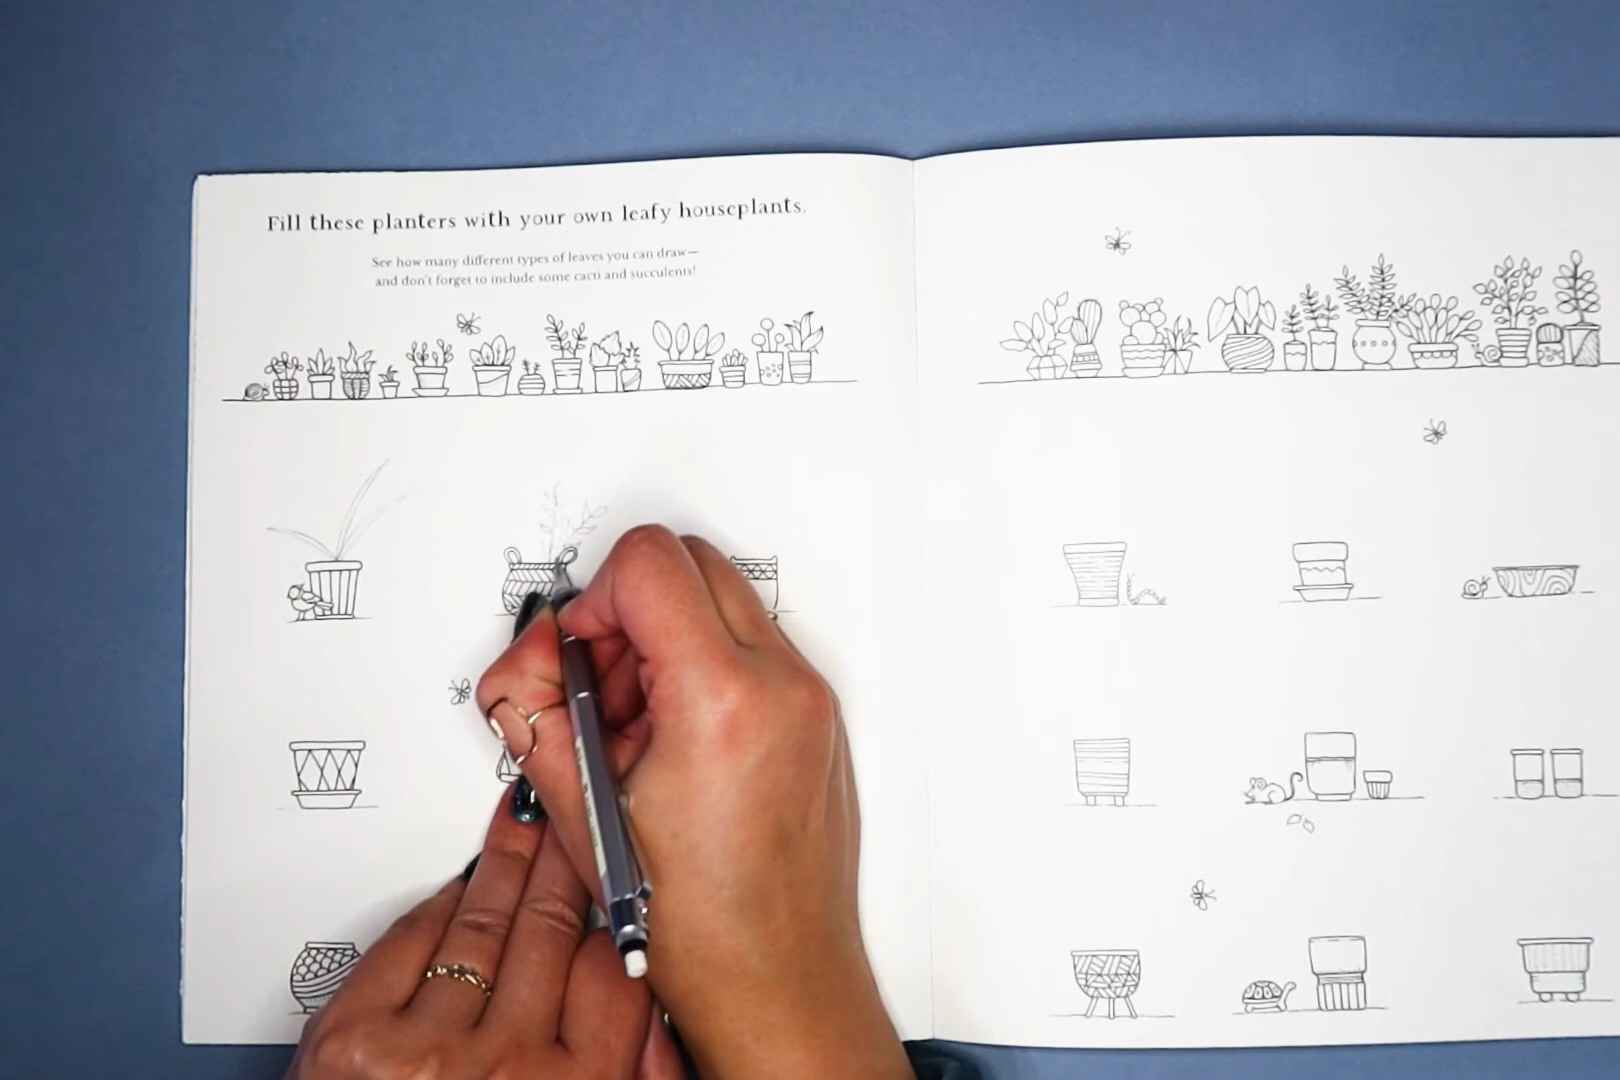 Fill these planters with your own leafy houseplants.
See how many different types of leaves you can draw—
and don't forget to include some cacti and succulents!